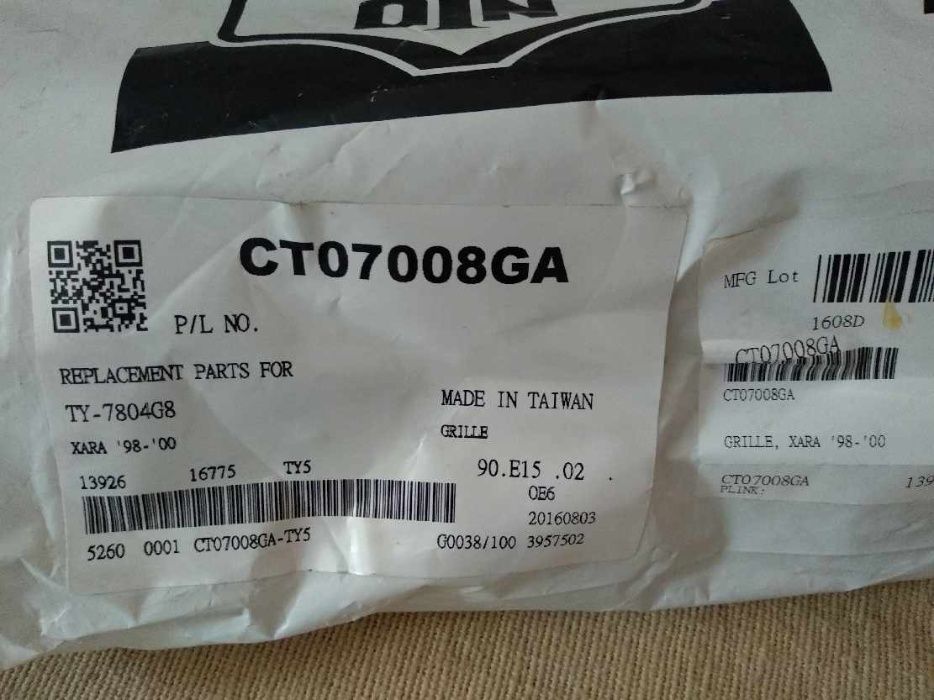 CT07008GA
P/L NO.
REPLACEMENT PARTS FOR
TY-7804G8
MADE IN TAIWAN
XARA '98-'00
GRILLE
13926 16775 TY5
90.E15 .02 .
OE6
20160803
5260 0001 CT07008GA-TY5
G0038/100 3957502
MFG Lot
1608D
CT07008GA
CT07008GA
GRILLE, XARA '98-'00
CT07008GA 139
PLINK: